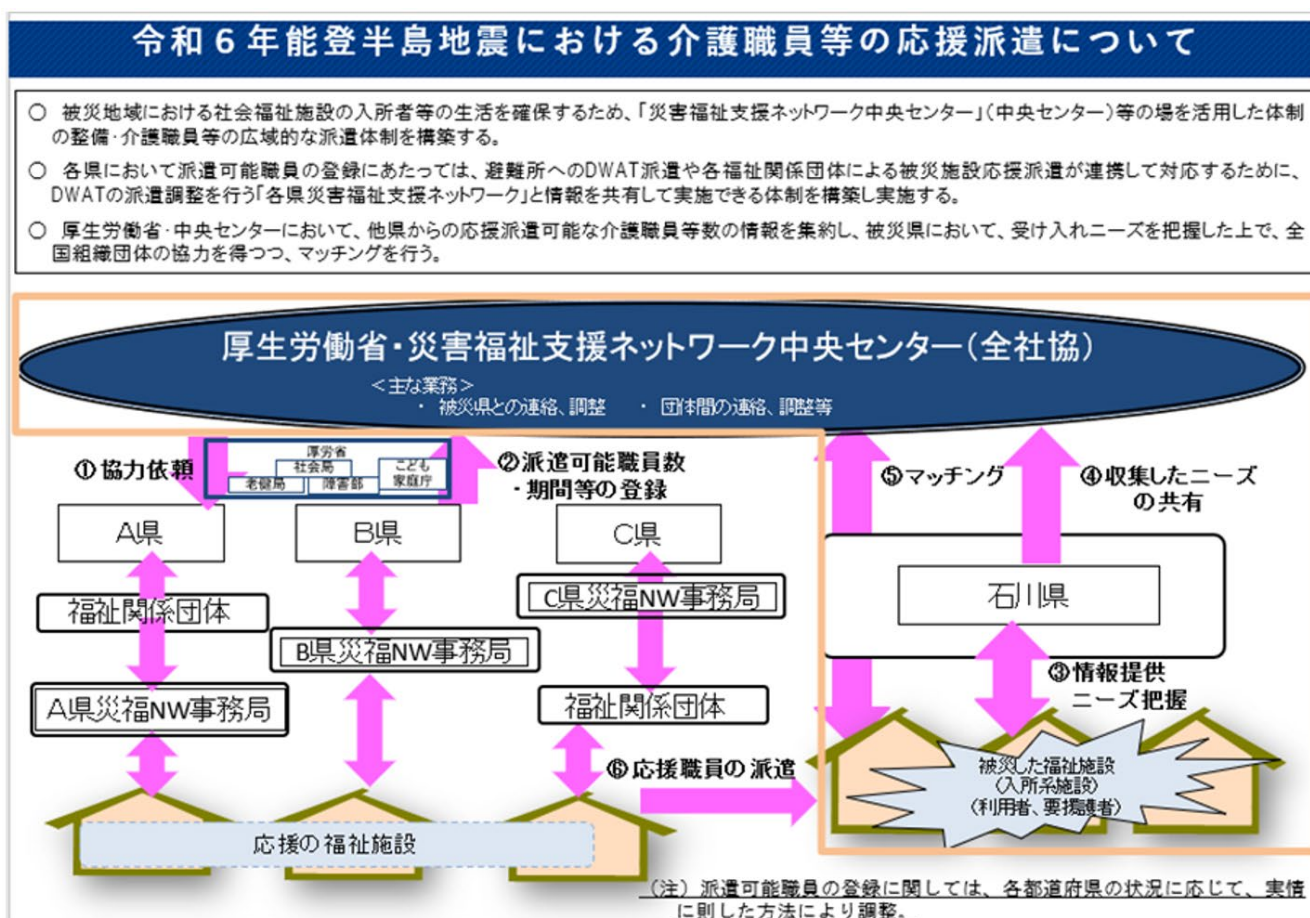 令和６年能登半島地震における介護職員等の応援派遣について
○ 被災地域における社会福祉施設の入所者等の生活を確保するため、「災害福祉支援ネットワーク中央センター」(中央センター)等の場を活用した体制
の整備・介護職員等の広域的な派遣体制を構築する。
○ 各県において派遣可能職員の登録にあたっては、避難所へのDWAT派遣や各福祉関係団体による被災施設応援派遣が連携して対応するために、
DWATの派遣調整を行う「各県災害福祉支援ネットワーク」と情報を共有して実施できる体制を構築し実施する。
○ 厚生労働省・中央センターにおいて、他県からの応援派遣可能な介護職員等数の情報を集約し、被災県において、受け入れニーズを把握した上で、全
国組織団体の協力を得つつ、マッチングを行う。
厚生労働省・災害福祉支援ネットワーク中央センター(全社協)
＜主な業務＞
・ 被災県との連絡、調整 ・ 団体間の連絡、調整等
①協力依頼
厚労省
社会局
老健局
障害部
こども
家庭庁
②派遣可能職員数
・期間等の登録
⑤マッチング
④収集したニーズ
の共有
A県
B県
C県
石川県
福祉関係団体
B県災福NW事務局
C県災福NW事務局
A県災福NW事務局
福祉関係団体
③情報提供
ニーズ把握
⑥応援職員の派遣
被災した福祉施設
(入所系施設)
(利用者、要援護者)
応援の福祉施設
(注) 派遣可能職員の登録に関しては、各都道府県の状況に応じて、実情
に則した方法により調整。